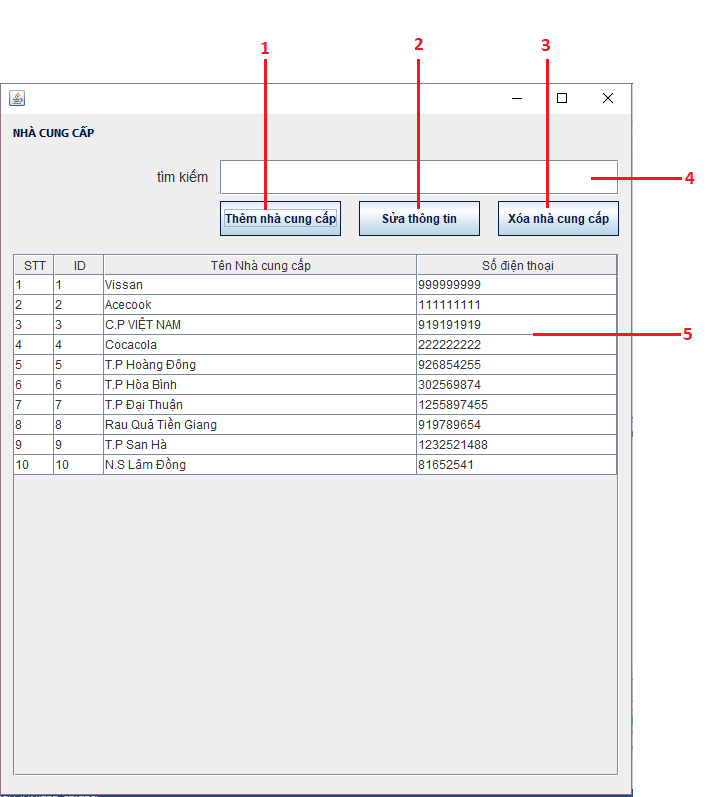 1 2 3
NHÀ CUNG CẤP
tìm kiếm
4
Thêm nhà cung cấp Sửa thông tin Xóa nhà cung cấp
STT ID Tên Nhà cung cấp Số điện thoại
1 1 Vissan 999999999
2 2 Acecook 111111111
3 3 C.P VIỆT NAM 919191919
5
4 4 Cocacola 222222222
5 5 T.P Hoàng Đông 926854255
6 6 T.P Hòa Bình 302569874
7 7 T.P Đại Thuận 1255897455
8 8 Rau Quả Tiền Giang 919789654
9 9 T.P San Hà 1232521488
10 10 N.S Lâm Đồng 81652541